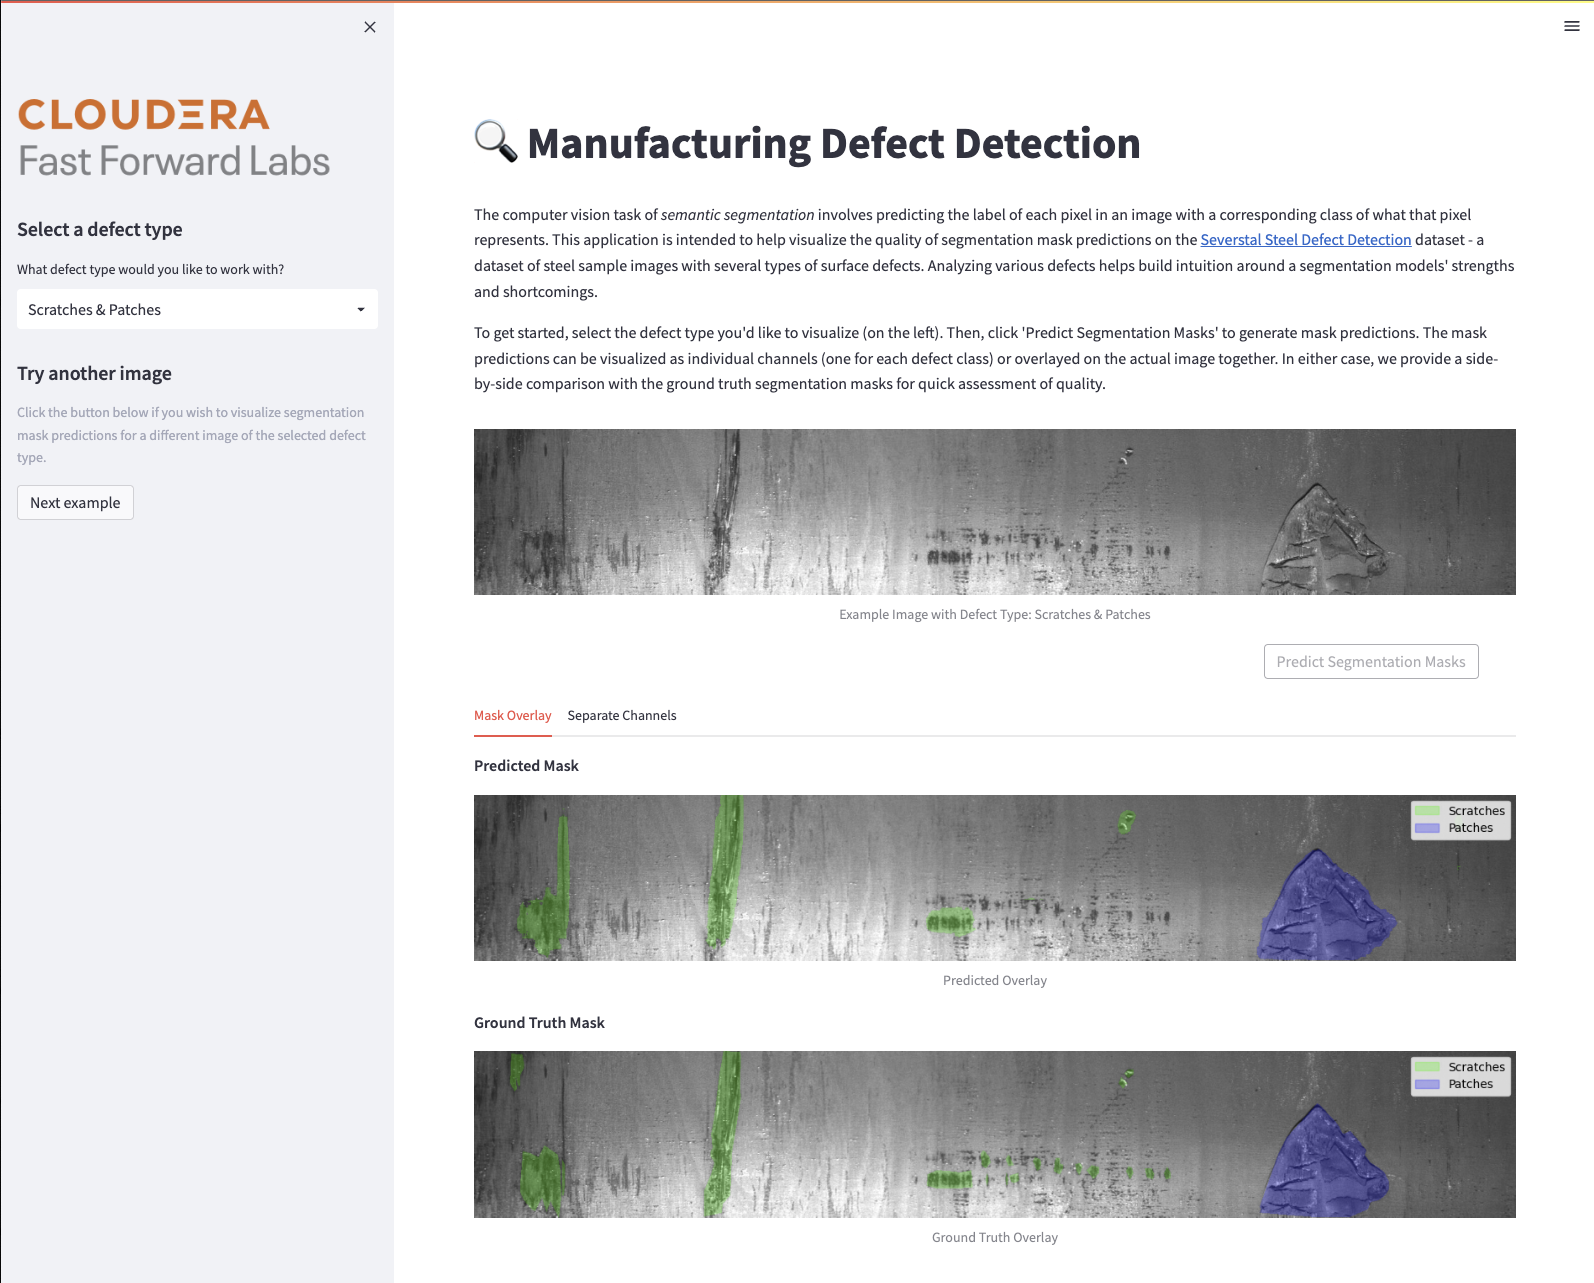 CLOUDERA
Fast Forward Labs
Select a defect type
What defect type would you like to work with?
Scratches & Patches
Try another image
Click the button below if you wish to visualize segmentation
mask predictions for a different image of the selected defect
type.
Next example
Manufacturing Defect Detection
The computer vision task of semantic segmentation involves predicting the label of each pixel in an image with a corresponding class of what that pixel
represents. This application is intended to help visualize the quality of segmentation mask predictions on the Severstal Steel Defect Detection dataset - a
dataset of steel sample images with several types of surface defects. Analyzing various defects helps build intuition around a segmentation models' strengths
and shortcomings.
To get started, select the defect type you'd like to visualize (on the left). Then, click 'Predict Segmentation Masks' to generate mask predictions. The mask
predictions can be visualized as individual channels (one for each defect class) or overlayed on the actual image together. In either case, we provide a side-
by-side comparison with the ground truth segmentation masks for quick assessment of quality.
Example Image with Defect Type: Scratches & Patches
Predict Segmentation Masks
Mask Overlay Separate Channels
Predicted Mask
Scratches
Patches
Predicted Overlay
Ground Truth Mask
Scratches
Patches
Ground Truth Overlay